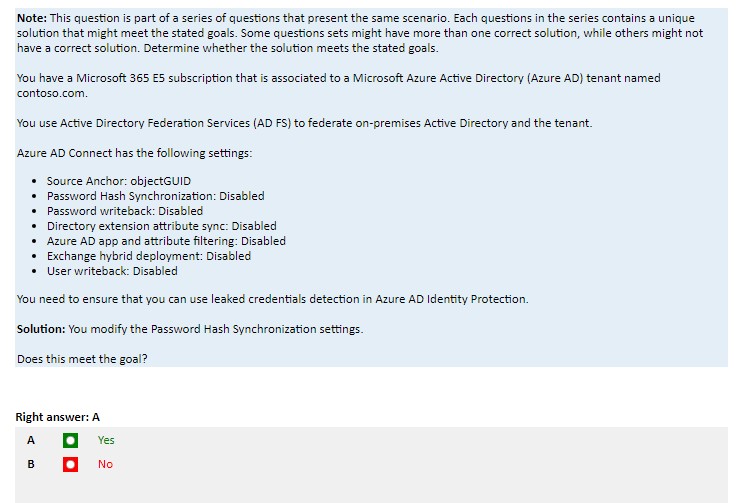 Note: This question is part of a series of questions that present the same scenario. Each questions in the series contains a unique
solution that might meet the stated goals. Some questions sets might have more than one correct solution, while others might not
have a correct solution. Determine whether the solution meets the stated goals.
You have a Microsoft 365 E5 subscription that is associated to a Microsoft Azure Active Directory (Azure AD) tenant named
contoso.com.
You use Active Directory Federation Services (AD FS) to federate on-premises Active Directory and the tenant.
Azure AD Connect has the following settings:
• Source Anchor: objectGUID
• Password Hash Synchronization: Disabled
• Password writeback: Disabled
• Directory extension attribute sync: Disabled
• Azure AD app and attribute filtering: Disabled
• Exchange hybrid deployment: Disabled
• User writeback: Disabled
You need to ensure that you can use leaked credentials detection in Azure AD Identity Protection.
Solution: You modify the Password Hash Synchronization settings.
Does this meet the goal?
Right answer: A
A Yes
B No